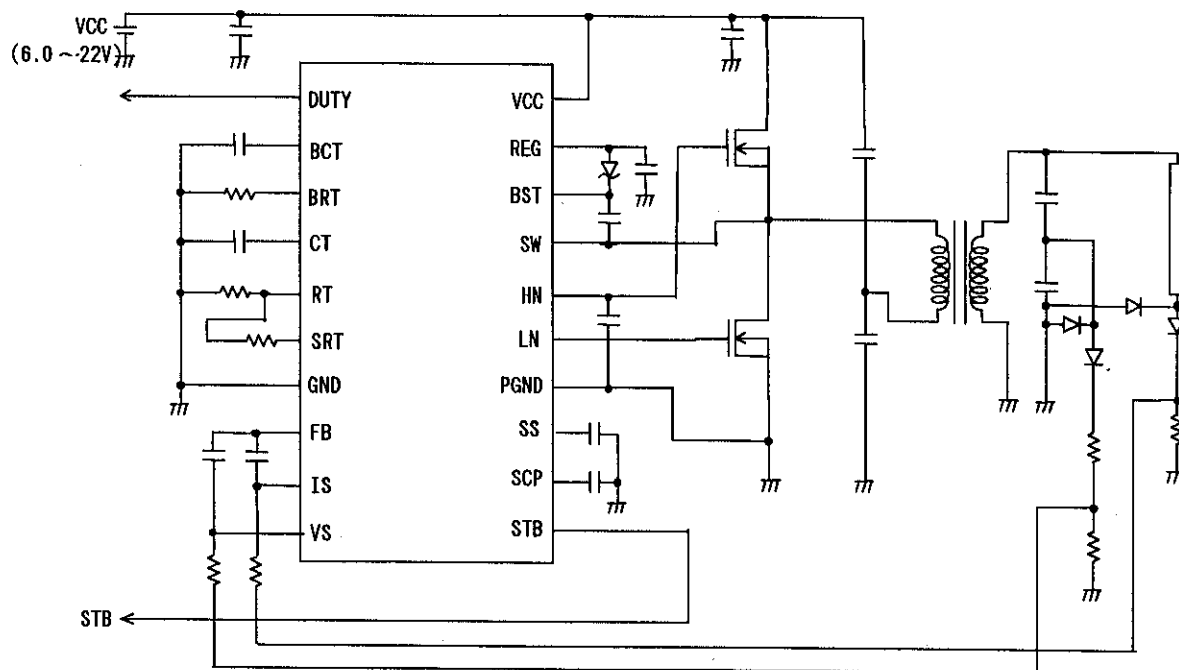 VCC
(6.0～22V)
DUTY
BCT
BRT
CT
RT
SRT
GND
FB
IS
VS
VCC
REG
BST
SW
HN
LN
PGND
SS
SCP
STB
STB